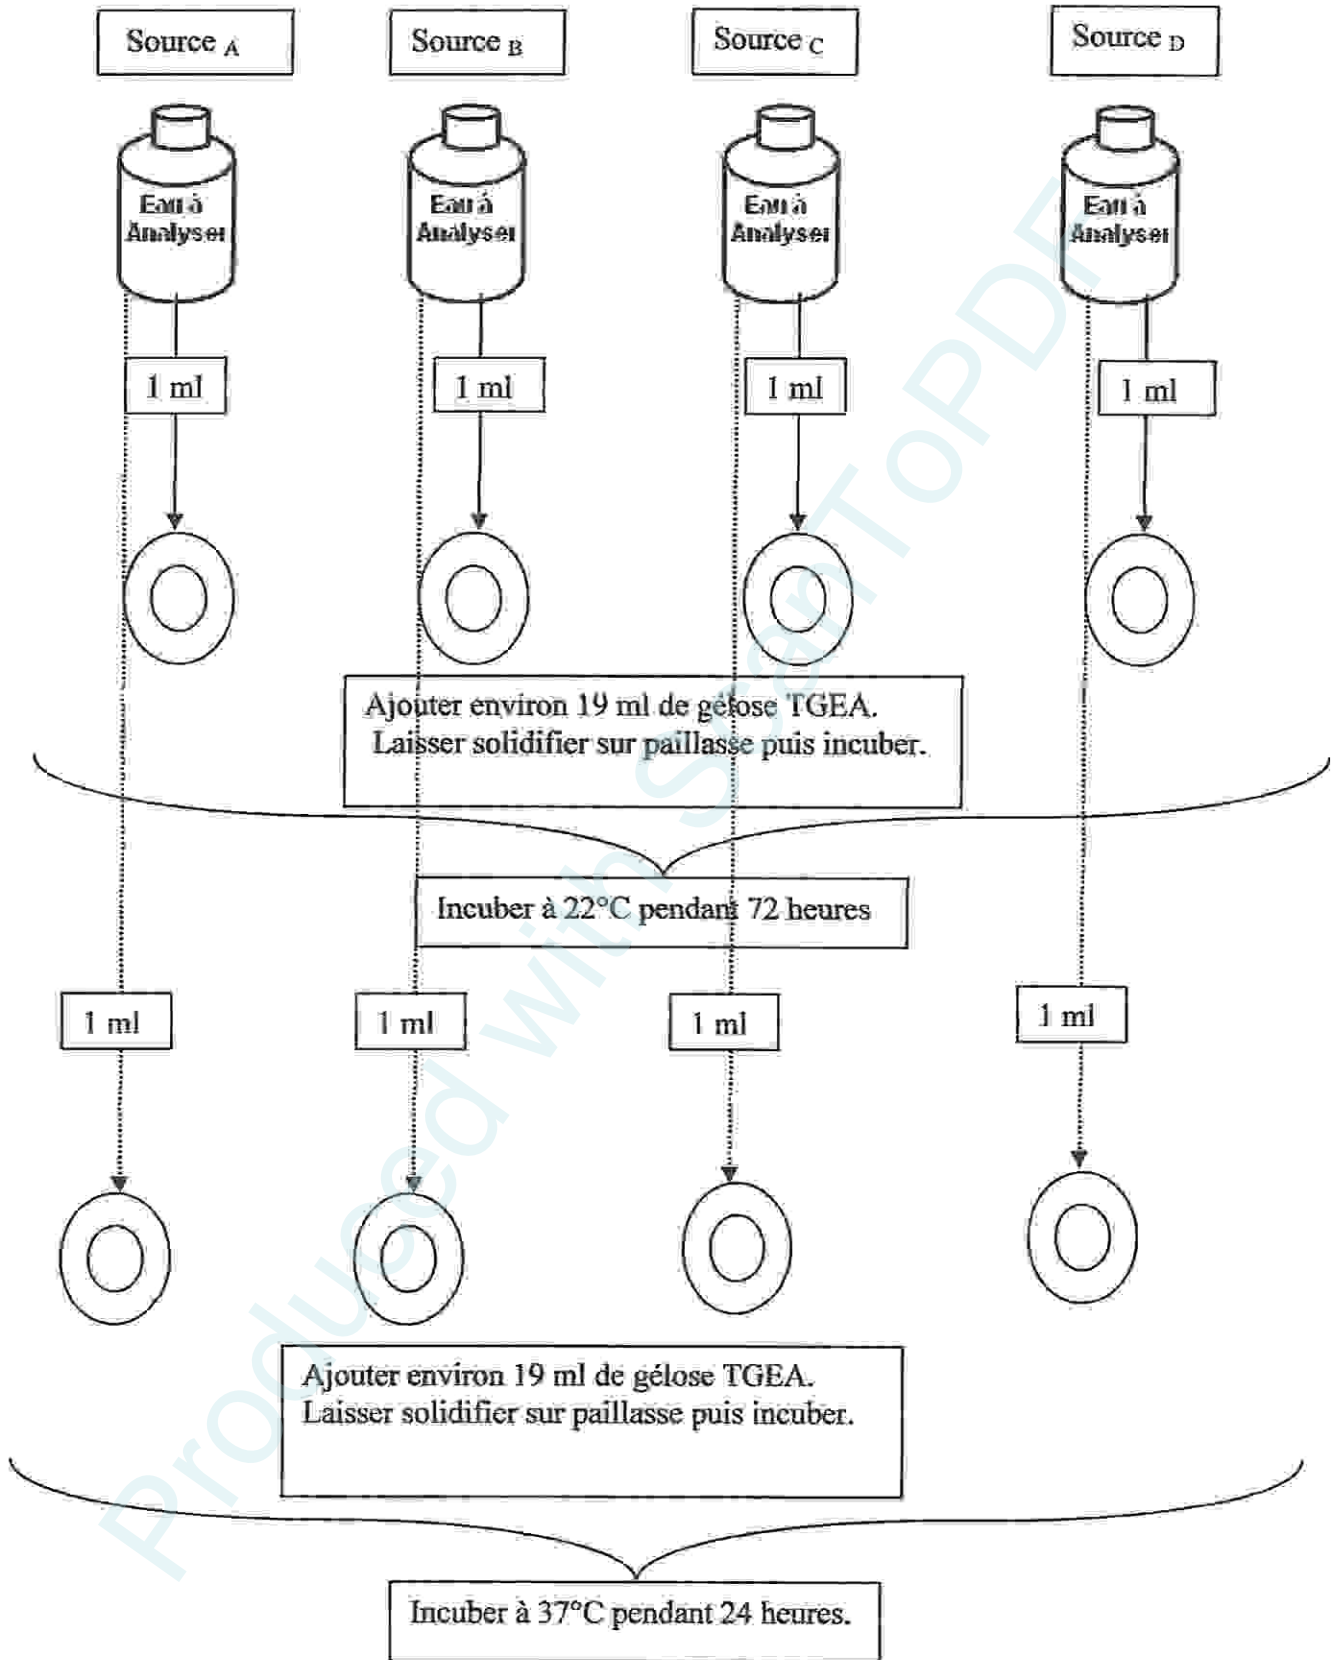 Source A
Source B
Source C
Source D
Eau à
Analyser
Eau à
Analyser
Eau à
Analyser
Eau à
Analyser
1 ml
1 ml
1 ml
1 ml
Ajouter environ 19 ml de gélose TGEA.
Laisser solidifier sur paillasse puis incuber.
Incuber à 22°C pendant 72 heures
1 ml
1 ml
1 ml
1 ml
Ajouter environ 19 ml de gélose TGEA.
Laisser solidifier sur paillasse puis incuber.
Incuber à 37°C pendant 24 heures.
Produced with ScanToPDF